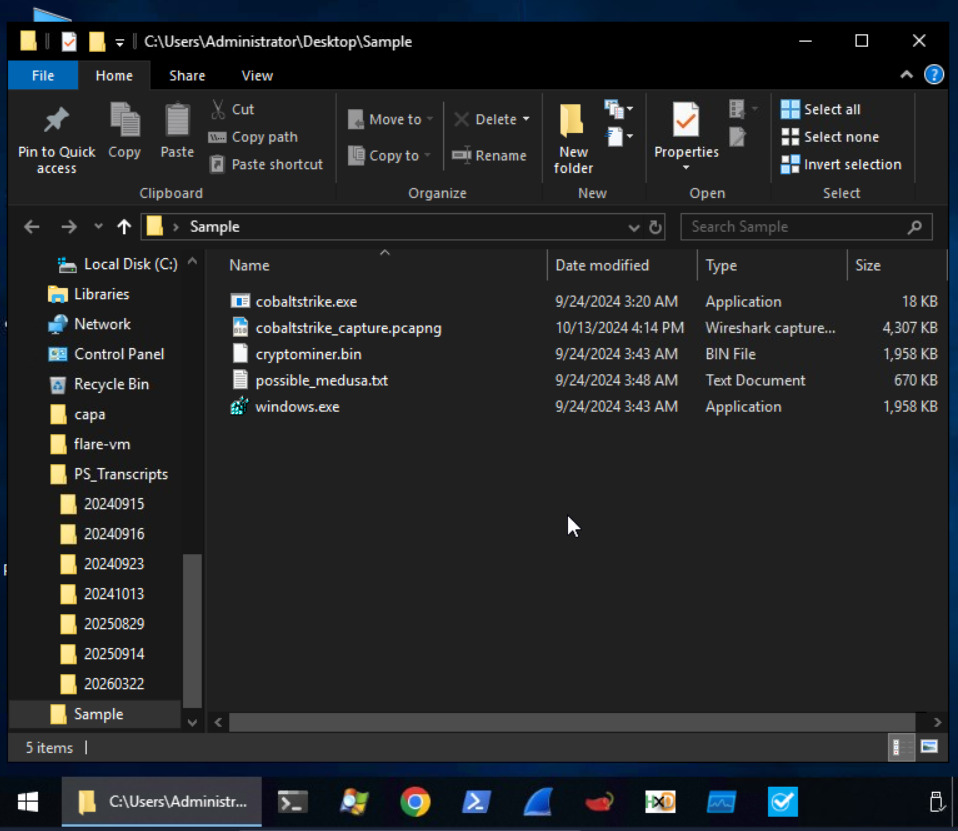 C:\Users\Administrator\Desktop\Sample
File Home Share View
Pin to Quick access
Copy
Paste
Cut
Copy path
Paste shortcut
Clipboard
Move to
Copy to
Delete
Rename
Organize
New folder
New
Properties
Open
Select all
Select none
Invert selection
Select
Sample
Search Sample
Local Disk (C:)
Libraries
Network
Control Panel
Recycle Bin
capa
flare-vm
PS_Transcripts
20240915
20240916
20240923
20241013
20250829
20250914
20260322
Sample
Name Date modified Type Size
cobaltstrike.exe 9/24/2024 3:20 AM Application 18 KB
cobaltstrike_capture.pcapng 10/13/2024 4:14 PM Wireshark capture... 4,307 KB
cryptominer.bin 9/24/2024 3:43 AM BIN File 1,958 KB
possible_medusa.txt 9/24/2024 3:48 AM Text Document 670 KB
windows.exe 9/24/2024 3:43 AM Application 1,958 KB
5 items
C:\Users\Administr...
HXD